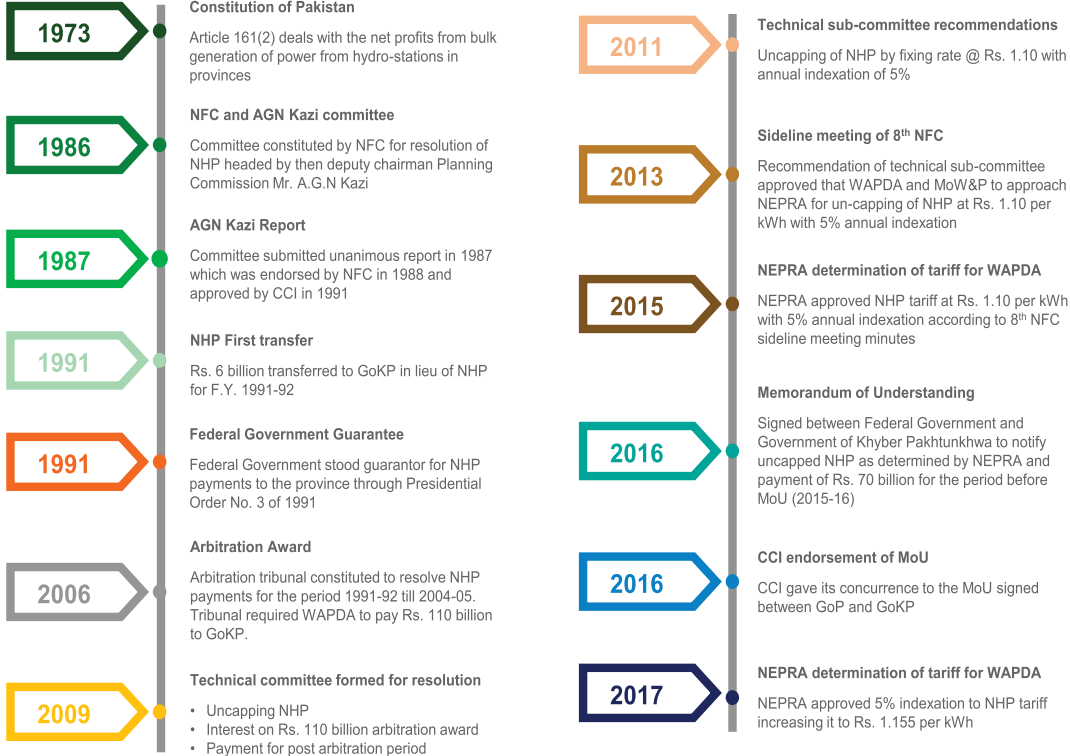 1973
Constitution of Pakistan
Article 161(2) deals with the net profits from bulk
generation of power from hydro-stations in
provinces
1986
NFC and AGN Kazi committee
Committee constituted by NFC for resolution of
NHP headed by then deputy chairman Planning
Commission Mr. A.G.N Kazi
1987
AGN Kazi Report
Committee submitted unanimous report in 1987
which was endorsed by NFC in 1988 and
approved by CCI in 1991
1991
NHP First transfer
Rs. 6 billion transferred to GoKP in lieu of NHP
for F.Y. 1991-92
1991
Federal Government Guarantee
Federal Government stood guarantor for NHP
payments to the province through Presidential
Order No. 3 of 1991
2006
Arbitration Award
Arbitration tribunal constituted to resolve NHP
payments for the period 1991-92 till 2004-05.
Tribunal required WAPDA to pay Rs. 110 billion
to GoKP.
2009
Technical committee formed for resolution
• Uncapping NHP
• Interest on Rs. 110 billion arbitration award
• Payment for post arbitration period
2011
Technical sub-committee recommendations
Uncapping of NHP by fixing rate @ Rs. 1.10 with
annual indexation of 5%
2013
Sideline meeting of 8th NFC
Recommendation of technical sub-committee
approved that WAPDA and MoW&P to approach
NEPRA for un-capping of NHP at Rs. 1.10 per
kWh with 5% annual indexation
2015
NEPRA determination of tariff for WAPDA
NEPRA approved NHP tariff at Rs. 1.10 per kWh
with 5% annual indexation according to 8th NFC
sideline meeting minutes
2016
Memorandum of Understanding
Signed between Federal Government and
Government of Khyber Pakhtunkhwa to notify
uncapped NHP as determined by NEPRA and
payment of Rs. 70 billion for the period before
MoU (2015-16)
2016
CCI endorsement of MoU
CCI gave its concurrence to the MoU signed
between GoP and GoKP
2017
NEPRA determination of tariff for WAPDA
NEPRA approved 5% indexation to NHP tariff
increasing it to Rs. 1.155 per kWh